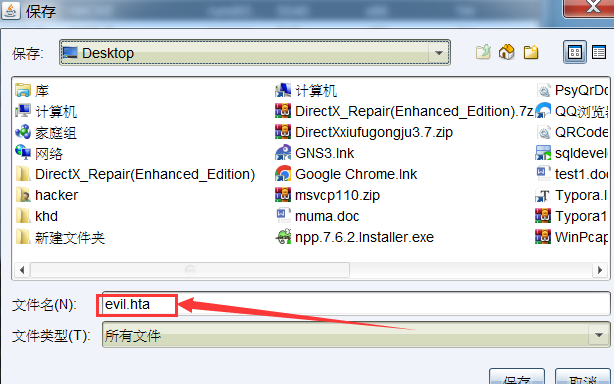 保存
保存:
Desktop
库
计算机
家庭组
网络
DirectX_Repair(Enhanced_Edition)
hacker
khd
新建文件夹
计算机
DirectX_Repair(Enhanced_Edition).7z
DirectXxiufugongju3.7.zip
GNS3.lnk
Google Chrome.lnk
msvcp110.zip
muma.doc
npp.7.6.2.Installer.exe
PsyQrDo
QQ浏览器
QRCode
sqldevel
test1.do
Typora.l
Typora1
WinPcap
文件名(N):
evil.hta
文件类型(T):
所有文件
保存
取消